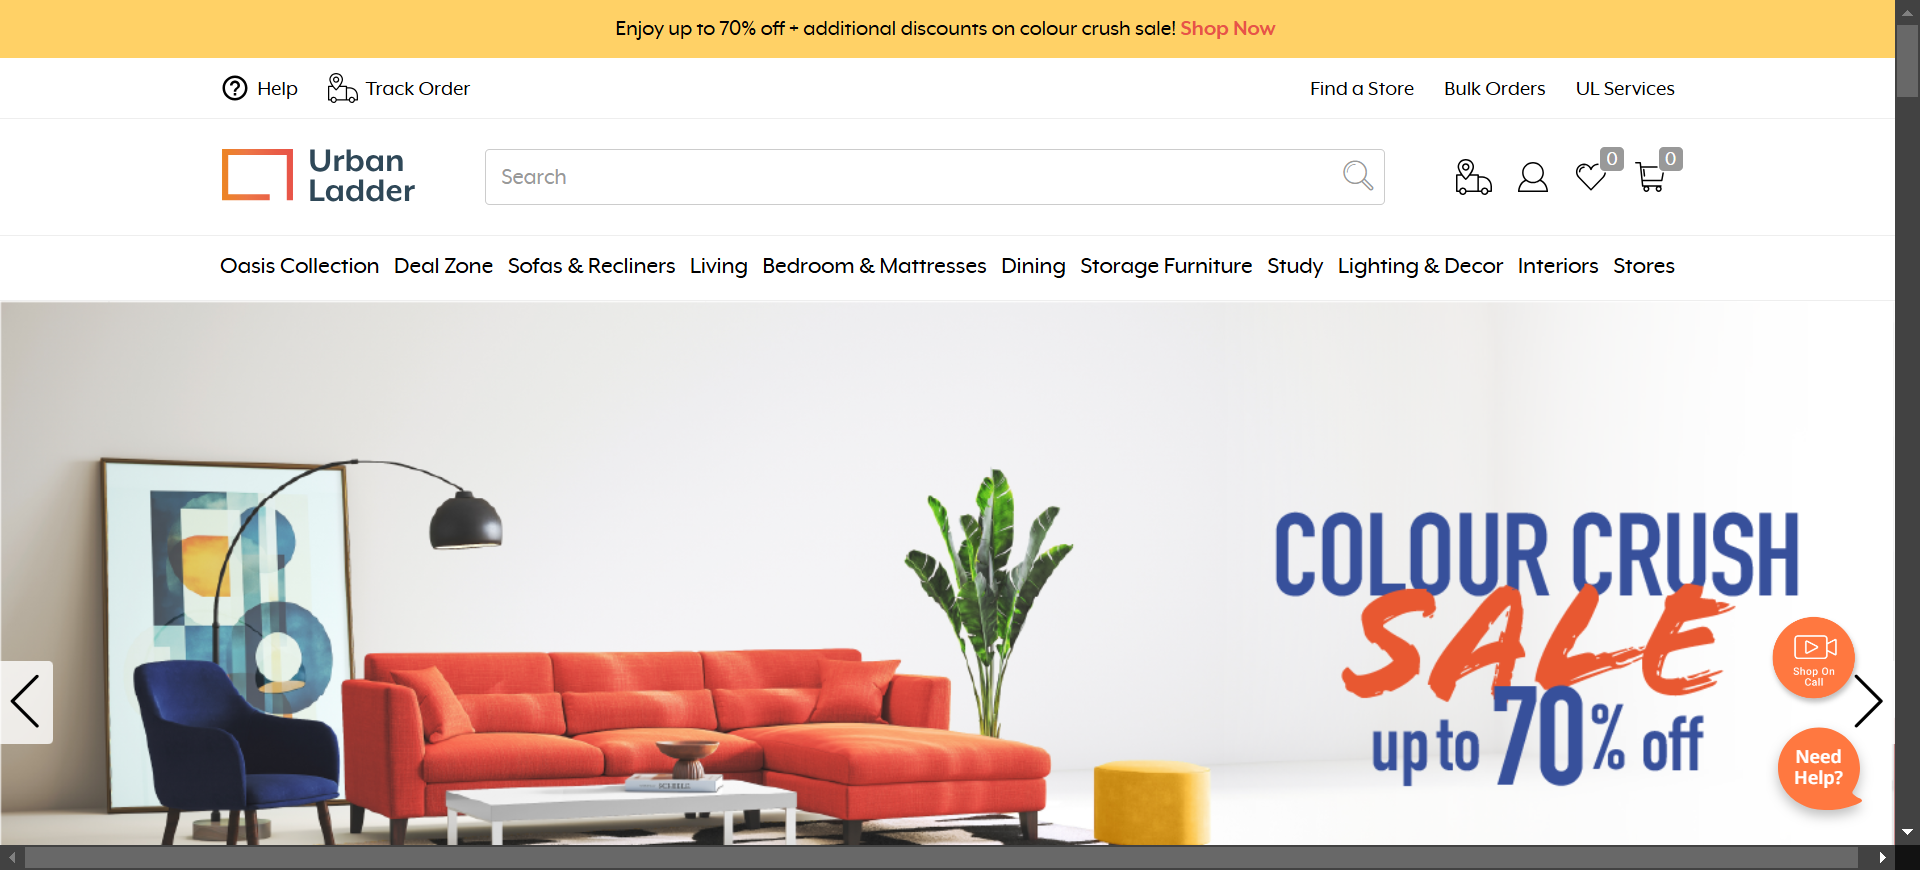 Enjoy up to 70% off + additional discounts on colour crush sale! Shop Now
Help
Track Order
Find a Store
Bulk Orders
UL Services
Urban
Ladder
Search
0
0
Oasis Collection
Deal Zone
Sofas & Recliners
Living
Bedroom & Mattresses
Dining
Storage Furniture
Study
Lighting & Decor
Interiors
Stores
COLOUR CRUSH
SALE
up to 70% off
Shop On
Call
Need
Help?